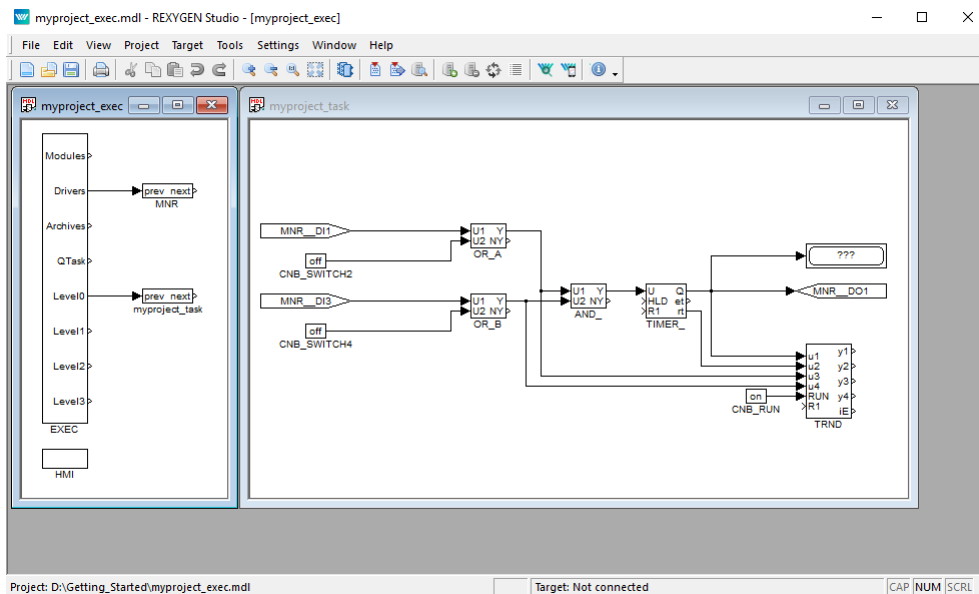 myproject_exec.mdl - REXYGEN Studio - [myproject_exec]
File Edit View Project Target Tools Settings Window Help
myproject_exec
Modules
Drivers
prev next
MNR
Archives
QTask
Level0
prev next
myproject_task
Level1
Level2
Level3
EXEC
HMI
myproject_task
MNR__DI1
U1 Y
U2 NY
OR_A
off
CNB_SWITCH2
MNR__DI3
U1 Y
U2 NY
OR_B
off
CNB_SWITCH4
U1 Y
U2 NY
AND_
U Q
HLD et
R1 rt
TIMER_
???
MNR__DO1
u1 y1
u2 y2
u3 y3
u4
RUN y4
R1 iE
TRND
on
CNB_RUN
Project: D:\Getting_Started\myproject_exec.mdl
Target: Not connected
CAP NUM SCRL